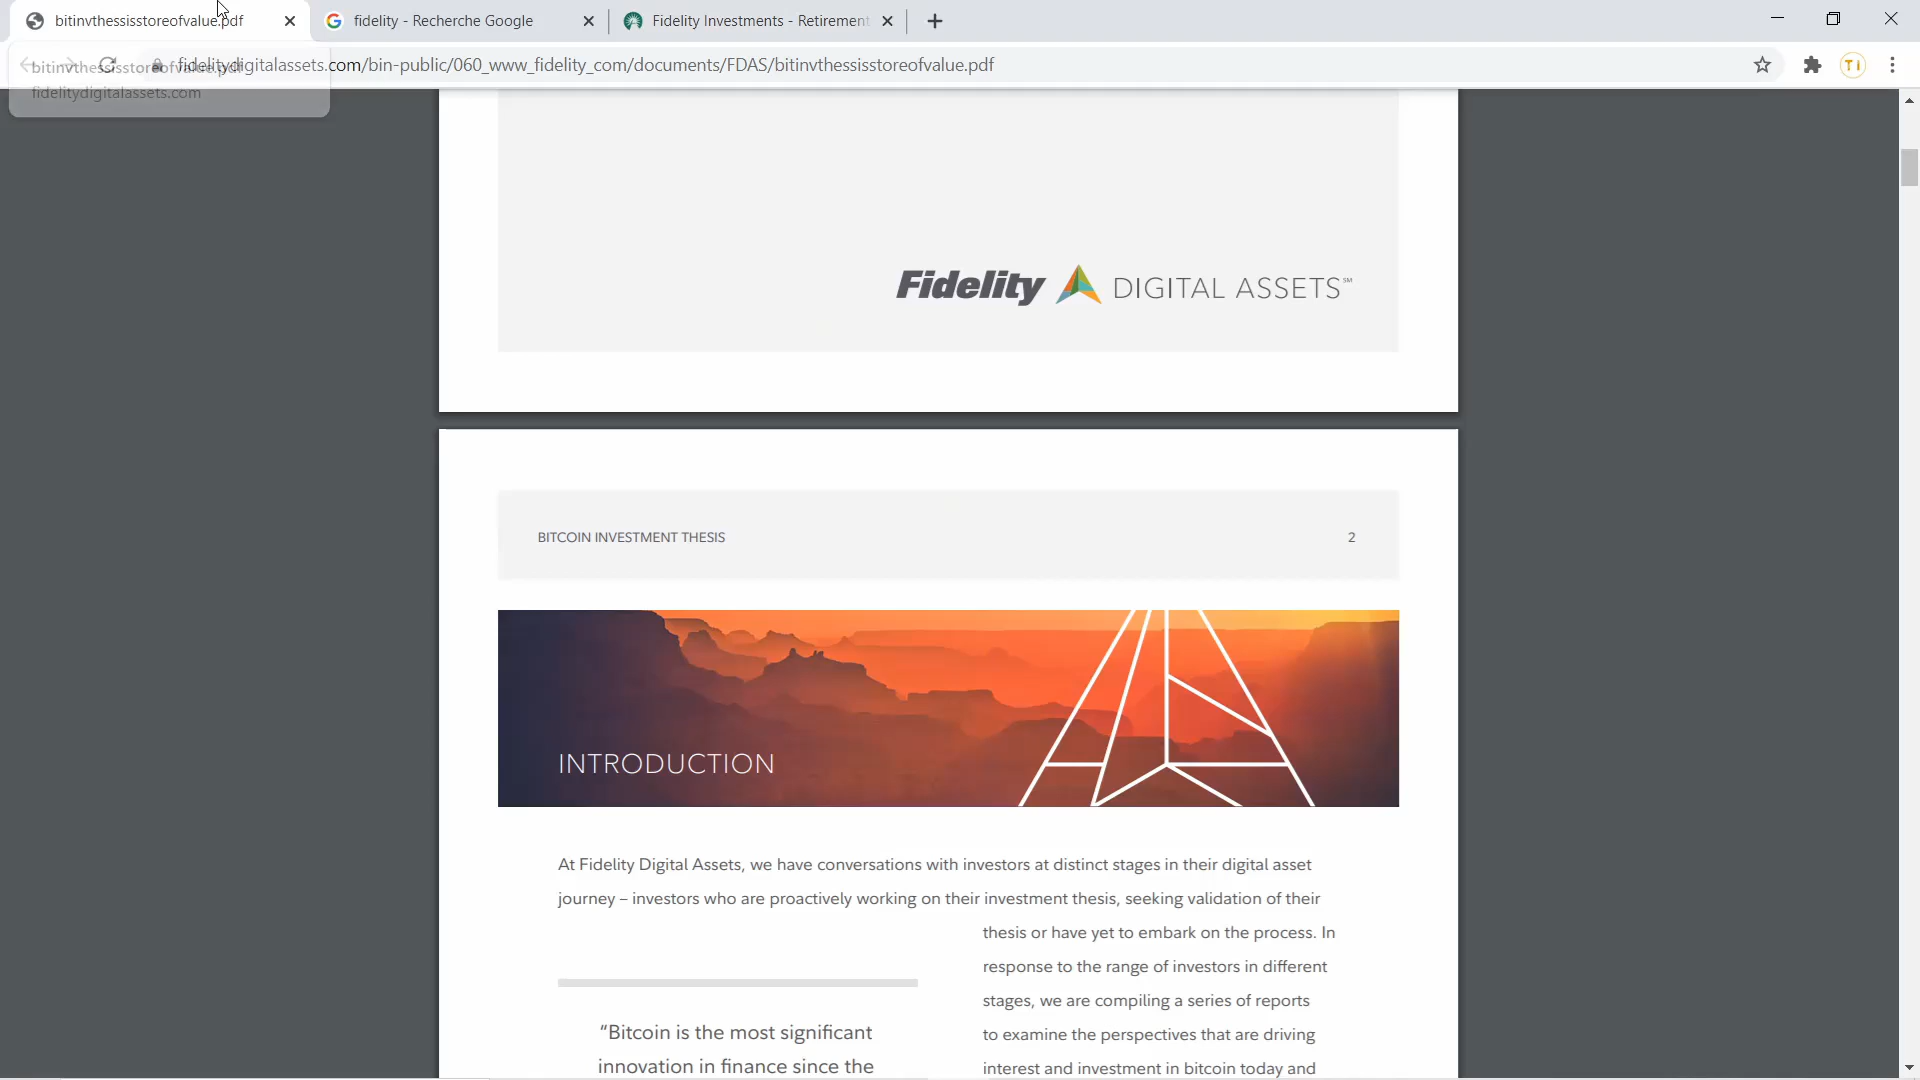 bitinvthessisstoreofvalue.pdf
fidelity - Recherche Google
Fidelity Investments - Retirement
fidelitydigitalassets.com/bin-public/060_www_fidelity_com/documents/FDAS/bitinvthessisstoreofvalue.pdf
T i
bitinvthessisstoreofvalue.pdf
fidelitydigitalassets.com
Fidelity DIGITAL ASSETS℠
BITCOIN INVESTMENT THESIS 2
INTRODUCTION
At Fidelity Digital Assets, we have conversations with investors at distinct stages in their digital asset
journey – investors who are proactively working on their investment thesis, seeking validation of their
thesis or have yet to embark on the process. In
response to the range of investors in different
stages, we are compiling a series of reports
to examine the perspectives that are driving
interest and investment in bitcoin today and
“Bitcoin is the most significant
innovation in finance since the